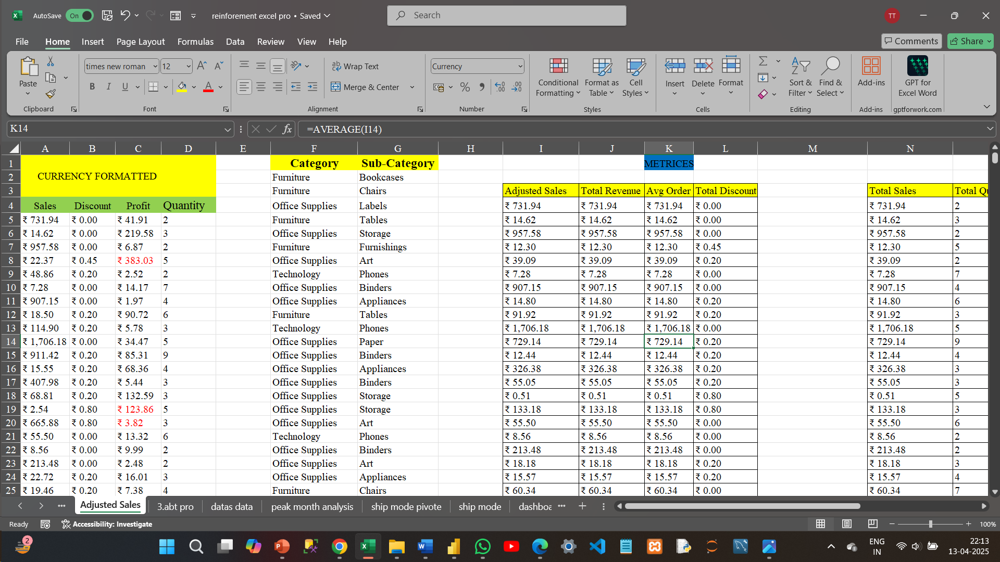 AutoSave On reinforement excel pro • Saved Search TT
File Home Insert Page Layout Formulas Data Review View Help Comments Share
Paste times new roman 12 Wrap Text Currency Conditional Formatting Format as Table Cell Styles Insert Delete Format Sort & Filter Find & Select Add-ins GPT for Excel Word
B I U Merge & Center
Clipboard Font Alignment Number Styles Cells Editing Add-ins gptforwork.com
K14 fx =AVERAGE(I14)
A B C D E F G H I J K L M N
1 Category Sub-Category METRICES
CURRENCY FORMATTED
2 Furniture Bookcases
3 Furniture Chairs Adjusted Sales Total Revenue Avg Order Total Discount Total Sales Total Qu
4 Sales Discount Profit Quantity Office Supplies Labels ₹ 731.94 ₹ 731.94 ₹ 731.94 ₹ 0.00 ₹ 731.94 2
5 ₹ 731.94 ₹ 0.00 ₹ 41.91 2 Furniture Tables ₹ 14.62 ₹ 14.62 ₹ 14.62 ₹ 0.00 ₹ 14.62 3
6 ₹ 14.62 ₹ 0.00 ₹ 219.58 3 Office Supplies Storage ₹ 957.58 ₹ 957.58 ₹ 957.58 ₹ 0.00 ₹ 957.58 2
7 ₹ 957.58 ₹ 0.00 ₹ 6.87 2 Furniture Furnishings ₹ 12.30 ₹ 12.30 ₹ 12.30 ₹ 0.45 ₹ 12.30 5
8 ₹ 22.37 ₹ 0.45 ₹ 383.03 5 Office Supplies Art ₹ 39.09 ₹ 39.09 ₹ 39.09 ₹ 0.20 ₹ 39.09 2
9 ₹ 48.86 ₹ 0.20 ₹ 2.52 2 Technology Phones ₹ 7.28 ₹ 7.28 ₹ 7.28 ₹ 0.00 ₹ 7.28 7
10 ₹ 7.28 ₹ 0.00 ₹ 14.17 7 Office Supplies Binders ₹ 907.15 ₹ 907.15 ₹ 907.15 ₹ 0.00 ₹ 907.15 4
11 ₹ 907.15 ₹ 0.00 ₹ 1.97 4 Office Supplies Appliances ₹ 14.80 ₹ 14.80 ₹ 14.80 ₹ 0.20 ₹ 14.80 6
12 ₹ 18.50 ₹ 0.20 ₹ 90.72 6 Furniture Tables ₹ 91.92 ₹ 91.92 ₹ 91.92 ₹ 0.20 ₹ 91.92 3
13 ₹ 114.90 ₹ 0.20 ₹ 5.78 3 Technology Phones ₹ 1,706.18 ₹ 1,706.18 ₹ 1,706.18 ₹ 0.00 ₹ 1,706.18 5
14 ₹ 1,706.18 ₹ 0.00 ₹ 34.47 5 Office Supplies Paper ₹ 729.14 ₹ 729.14 ₹ 729.14 ₹ 0.20 ₹ 729.14 9
15 ₹ 911.42 ₹ 0.20 ₹ 85.31 9 Office Supplies Binders ₹ 12.44 ₹ 12.44 ₹ 12.44 ₹ 0.20 ₹ 12.44 4
16 ₹ 15.55 ₹ 0.20 ₹ 68.36 4 Office Supplies Appliances ₹ 326.38 ₹ 326.38 ₹ 326.38 ₹ 0.20 ₹ 326.38 3
17 ₹ 407.98 ₹ 0.20 ₹ 5.44 3 Office Supplies Binders ₹ 55.05 ₹ 55.05 ₹ 55.05 ₹ 0.20 ₹ 55.05 3
18 ₹ 68.81 ₹ 0.20 ₹ 132.59 3 Office Supplies Storage ₹ 0.51 ₹ 0.51 ₹ 0.51 ₹ 0.80 ₹ 0.51 5
19 ₹ 2.54 ₹ 0.80 ₹ 123.86 5 Office Supplies Storage ₹ 133.18 ₹ 133.18 ₹ 133.18 ₹ 0.80 ₹ 133.18 3
20 ₹ 665.88 ₹ 0.80 ₹ 3.82 3 Office Supplies Art ₹ 55.50 ₹ 55.50 ₹ 55.50 ₹ 0.00 ₹ 55.50 6
21 ₹ 55.50 ₹ 0.00 ₹ 13.32 6 Technology Phones ₹ 8.56 ₹ 8.56 ₹ 8.56 ₹ 0.00 ₹ 8.56 2
22 ₹ 8.56 ₹ 0.00 ₹ 9.99 2 Office Supplies Binders ₹ 213.48 ₹ 213.48 ₹ 213.48 ₹ 0.00 ₹ 213.48 2
23 ₹ 213.48 ₹ 0.00 ₹ 2.48 2 Office Supplies Art ₹ 18.18 ₹ 18.18 ₹ 18.18 ₹ 0.20 ₹ 18.18 3
24 ₹ 22.72 ₹ 0.20 ₹ 16.01 3 Office Supplies Appliances ₹ 15.57 ₹ 15.57 ₹ 15.57 ₹ 0.20 ₹ 15.57 4
25 ₹ 19.46 ₹ 0.20 ₹ 7.38 4 Furniture Chairs ₹ 60.34 ₹ 60.34 ₹ 60.34 ₹ 0.00 ₹ 60.34 7
Adjusted Sales 3.abt pro datas data peak month analysis ship mode pivote ship mode dashboa
Ready Accessibility: Investigate 100%
2 ENG 22:13
IN 13-04-2025